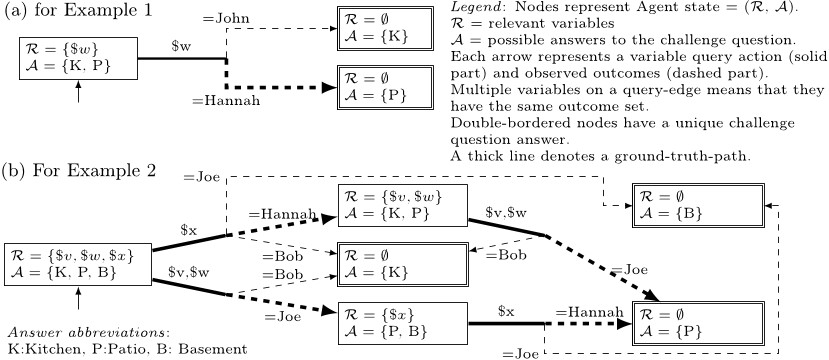 (a) for Example 1
=John
$w
ℛ = {$w}
𝒜 = {K, P}
ℛ = ∅
𝒜 = {K}
ℛ = ∅
𝒜 = {P}
=Hannah
Legend: Nodes represent Agent state = (ℛ, 𝒜).
ℛ = relevant variables
𝒜 = possible answers to the challenge question.
Each arrow represents a variable query action (solid
part) and observed outcomes (dashed part).
Multiple variables on a query-edge means that they
have the same outcome set.
Double-bordered nodes have a unique challenge
question answer.
A thick line denotes a ground-truth-path.
(b) For Example 2
=Joe
$x
=Hannah
ℛ = {$v, $w}
𝒜 = {K, P}
$v,$w
ℛ = ∅
𝒜 = {B}
ℛ = {$v, $w, $x}
𝒜 = {K, P, B}
=Bob
=Bob
ℛ = ∅
𝒜 = {K}
=Bob
=Joe
$v,$w
=Joe
ℛ = {$x}
𝒜 = {P, B}
$x
=Hannah
ℛ = ∅
𝒜 = {P}
=Joe
Answer abbreviations:
K:Kitchen, P:Patio, B: Basement